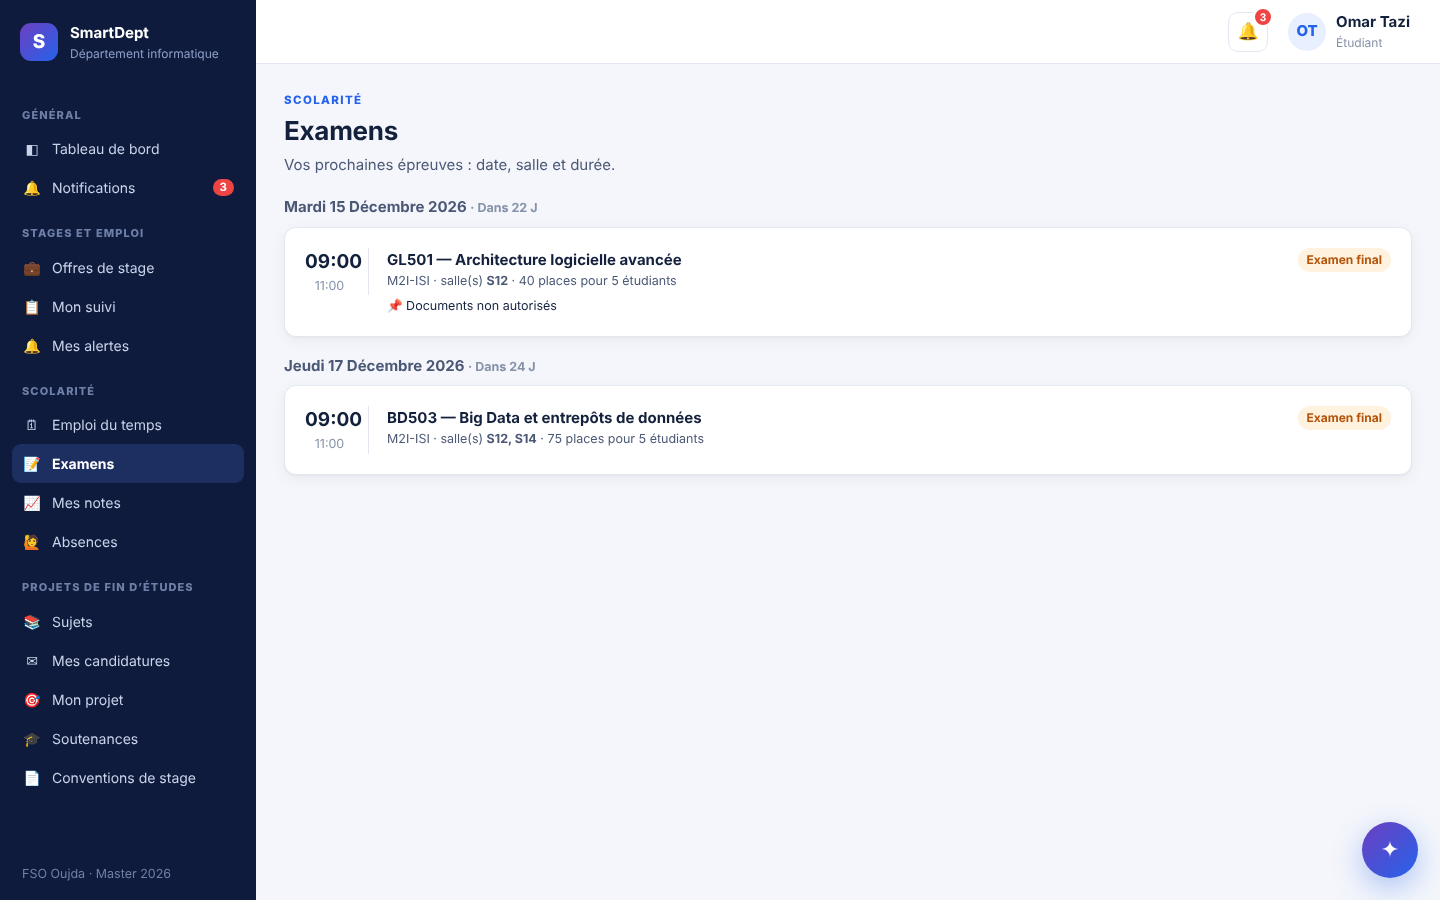 S
SmartDept
Département informatique
GÉNÉRAL
Tableau de bord
Notifications 3
STAGES ET EMPLOI
Offres de stage
Mon suivi
Mes alertes
SCOLARITÉ
Emploi du temps
Examens
Mes notes
Absences
PROJETS DE FIN D'ÉTUDES
Sujets
Mes candidatures
Mon projet
Soutenances
Conventions de stage
FSO Oujda · Master 2026
3
OT
Omar Tazi
Étudiant
SCOLARITÉ
Examens
Vos prochaines épreuves : date, salle et durée.
Mardi 15 Décembre 2026 · Dans 22 J
09:00
11:00
GL501 — Architecture logicielle avancée
M2I-ISI · salle(s) S12 · 40 places pour 5 étudiants
📌 Documents non autorisés
Examen final
Jeudi 17 Décembre 2026 · Dans 24 J
09:00
11:00
BD503 — Big Data et entrepôts de données
M2I-ISI · salle(s) S12, S14 · 75 places pour 5 étudiants
Examen final